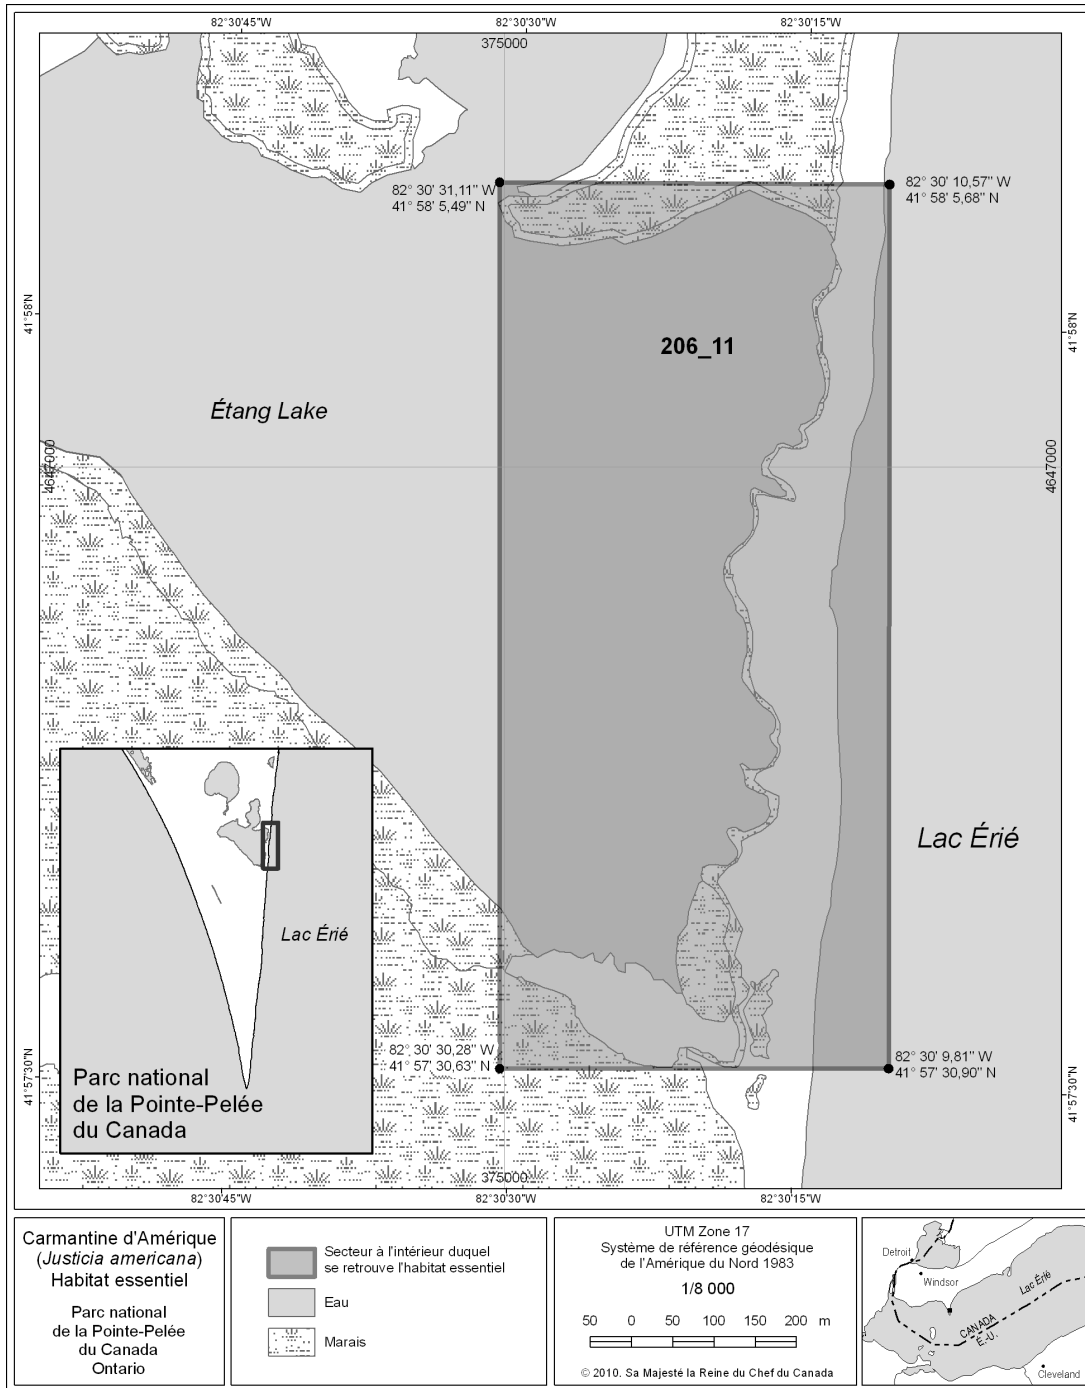 82°30'45"W
82°30'30"W
82°30'15"W
375000
82° 30' 31,11" W
41° 58' 5,49" N
82° 30' 10,57" W
41° 58' 5,68" N
41°58'N
41°58'N
206_11
Étang Lake
4647000
4647000
Lac Érié
Lac Érié
Parc national
de la Pointe-Pelée
du Canada
82° 30' 30,28" W
41° 57' 30,63" N
82° 30' 9,81" W
41° 57' 30,90" N
41°57'30"N
41°57'30"N
375000
82°30'45"W
82°30'30"W
82°30'15"W
Carmantine d'Amérique
(Justicia americana)
Habitat essentiel
Parc national
de la Pointe-Pelée
du Canada
Ontario
Secteur à l'intérieur duquel
se retrouve l'habitat essentiel
Eau
Marais
UTM Zone 17
Système de référence géodésique
de l'Amérique du Nord 1983
1/8 000
50 0 50 100 150 200 m
© 2010. Sa Majesté la Reine du Chef du Canada
Detroit
Windsor
Lac Érié
CANADA
É.-U.
Cleveland